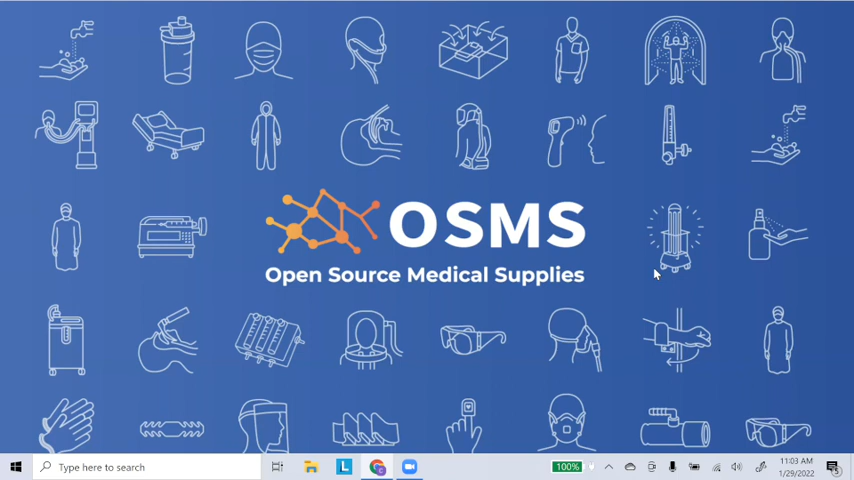 OSMS
Open Source Medical Supplies
Type here to search
L
100%
11:03 AM
1/29/2022